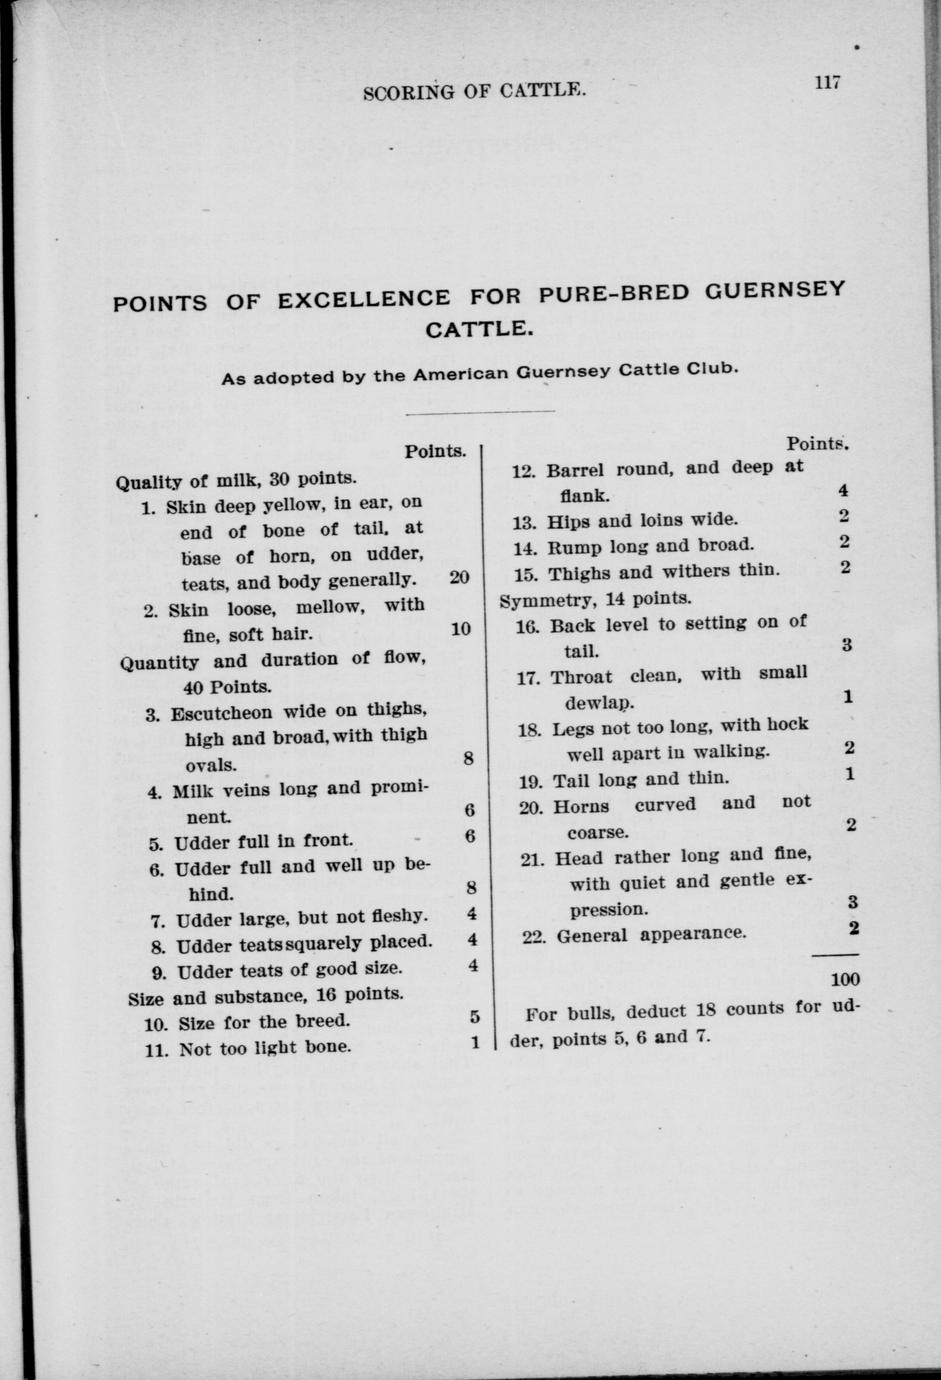 SCORING OF CATTLE.
117
POINTS OF EXCELLENCE FOR PURE-BRED GUERNSEY
CATTLE.
As adopted by the American Guernsey Cattle Club.
Points.
Quality of milk, 30 points.
1. Skin deep yellow, in ear, on
end of bone of tail, at
base of horn, on udder,
teats, and body generally. 20
2. Skin loose, mellow, with
fine, soft hair. 10
Quantity and duration of flow,
40 Points.
3. Escutcheon wide on thighs,
high and broad, with thigh
ovals. 8
4. Milk veins long and promi-
nent. 6
5. Udder full in front. 6
6. Udder full and well up be-
hind. 8
7. Udder large, but not fleshy. 4
8. Udder teats squarely placed. 4
9. Udder teats of good size. 4
Size and substance, 16 points.
10. Size for the breed. 5
11. Not too light bone. 1
Points.
12. Barrel round, and deep at
flank. 4
13. Hips and loins wide. 2
14. Rump long and broad. 2
15. Thighs and withers thin. 2
Symmetry, 14 points.
16. Back level to setting on of
tail. 3
17. Throat clean, with small
dewlap. 1
18. Legs not too long, with hock
well apart in walking. 2
19. Tail long and thin. 1
20. Horns curved and not
coarse. 2
21. Head rather long and fine,
with quiet and gentle ex-
pression. 3
22. General appearance. 2
100
For bulls, deduct 18 counts for ud-
der, points 5, 6 and 7.